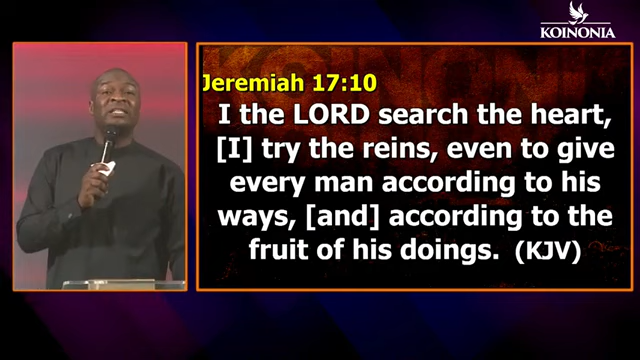 KOINONIA
Jeremiah 17:10
I the LORD search the heart,
[I] try the reins, even to give
every man according to his
ways, [and] according to the
fruit of his doings. (KJV)